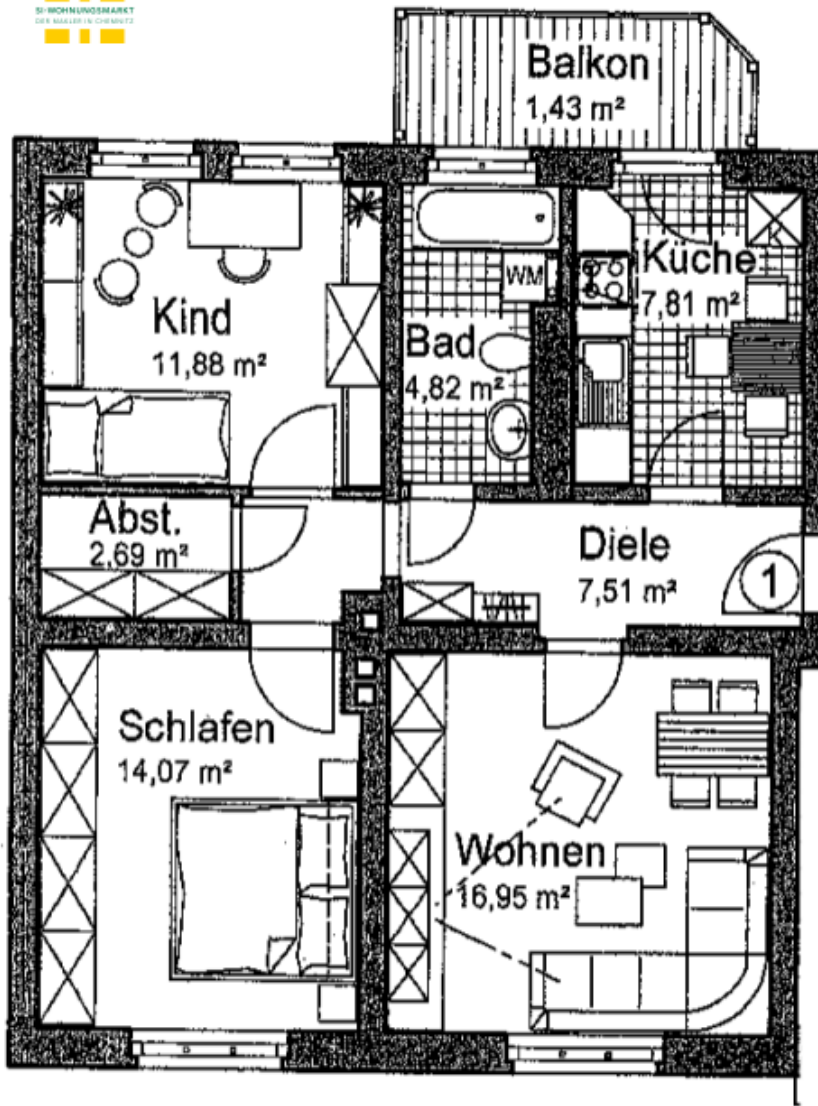 SI-WOHNUNGSMARKT
DER MAKLER IN CHEMNITZ
Balkon
1,43 m²
Kind
11,88 m²
WM
Bad
4,82 m²
K
Küche
7,81 m²
Abst.
2,69 m²
Diele
7,51 m²
1
Schlafen
14,07 m²
Wohnen
16,95 m²